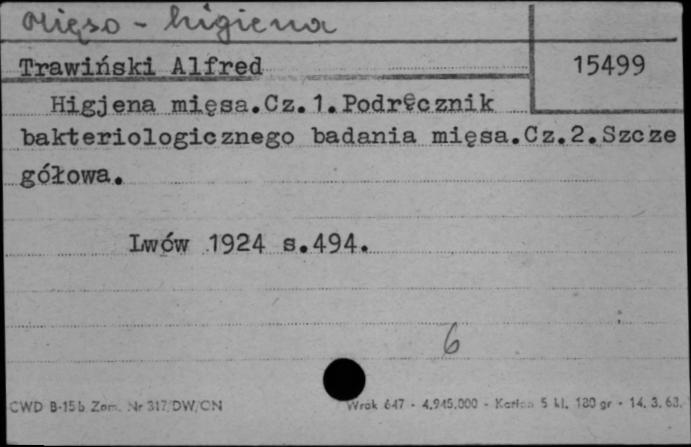 Mięso - higiena
Trawiński Alfred
15499
Higjena mięsa.Cz.1.Podręcznik
bakteriologicznego badania mięsa.Cz.2.Szcze
gółowa.
Lwów 1924 s.494.
6
CWD B-15b Zam. Nr 317/DW/CN
Wrok 647 - 4.945.000 - Karton 5 kl. 180 gr - 14. 3. 63.